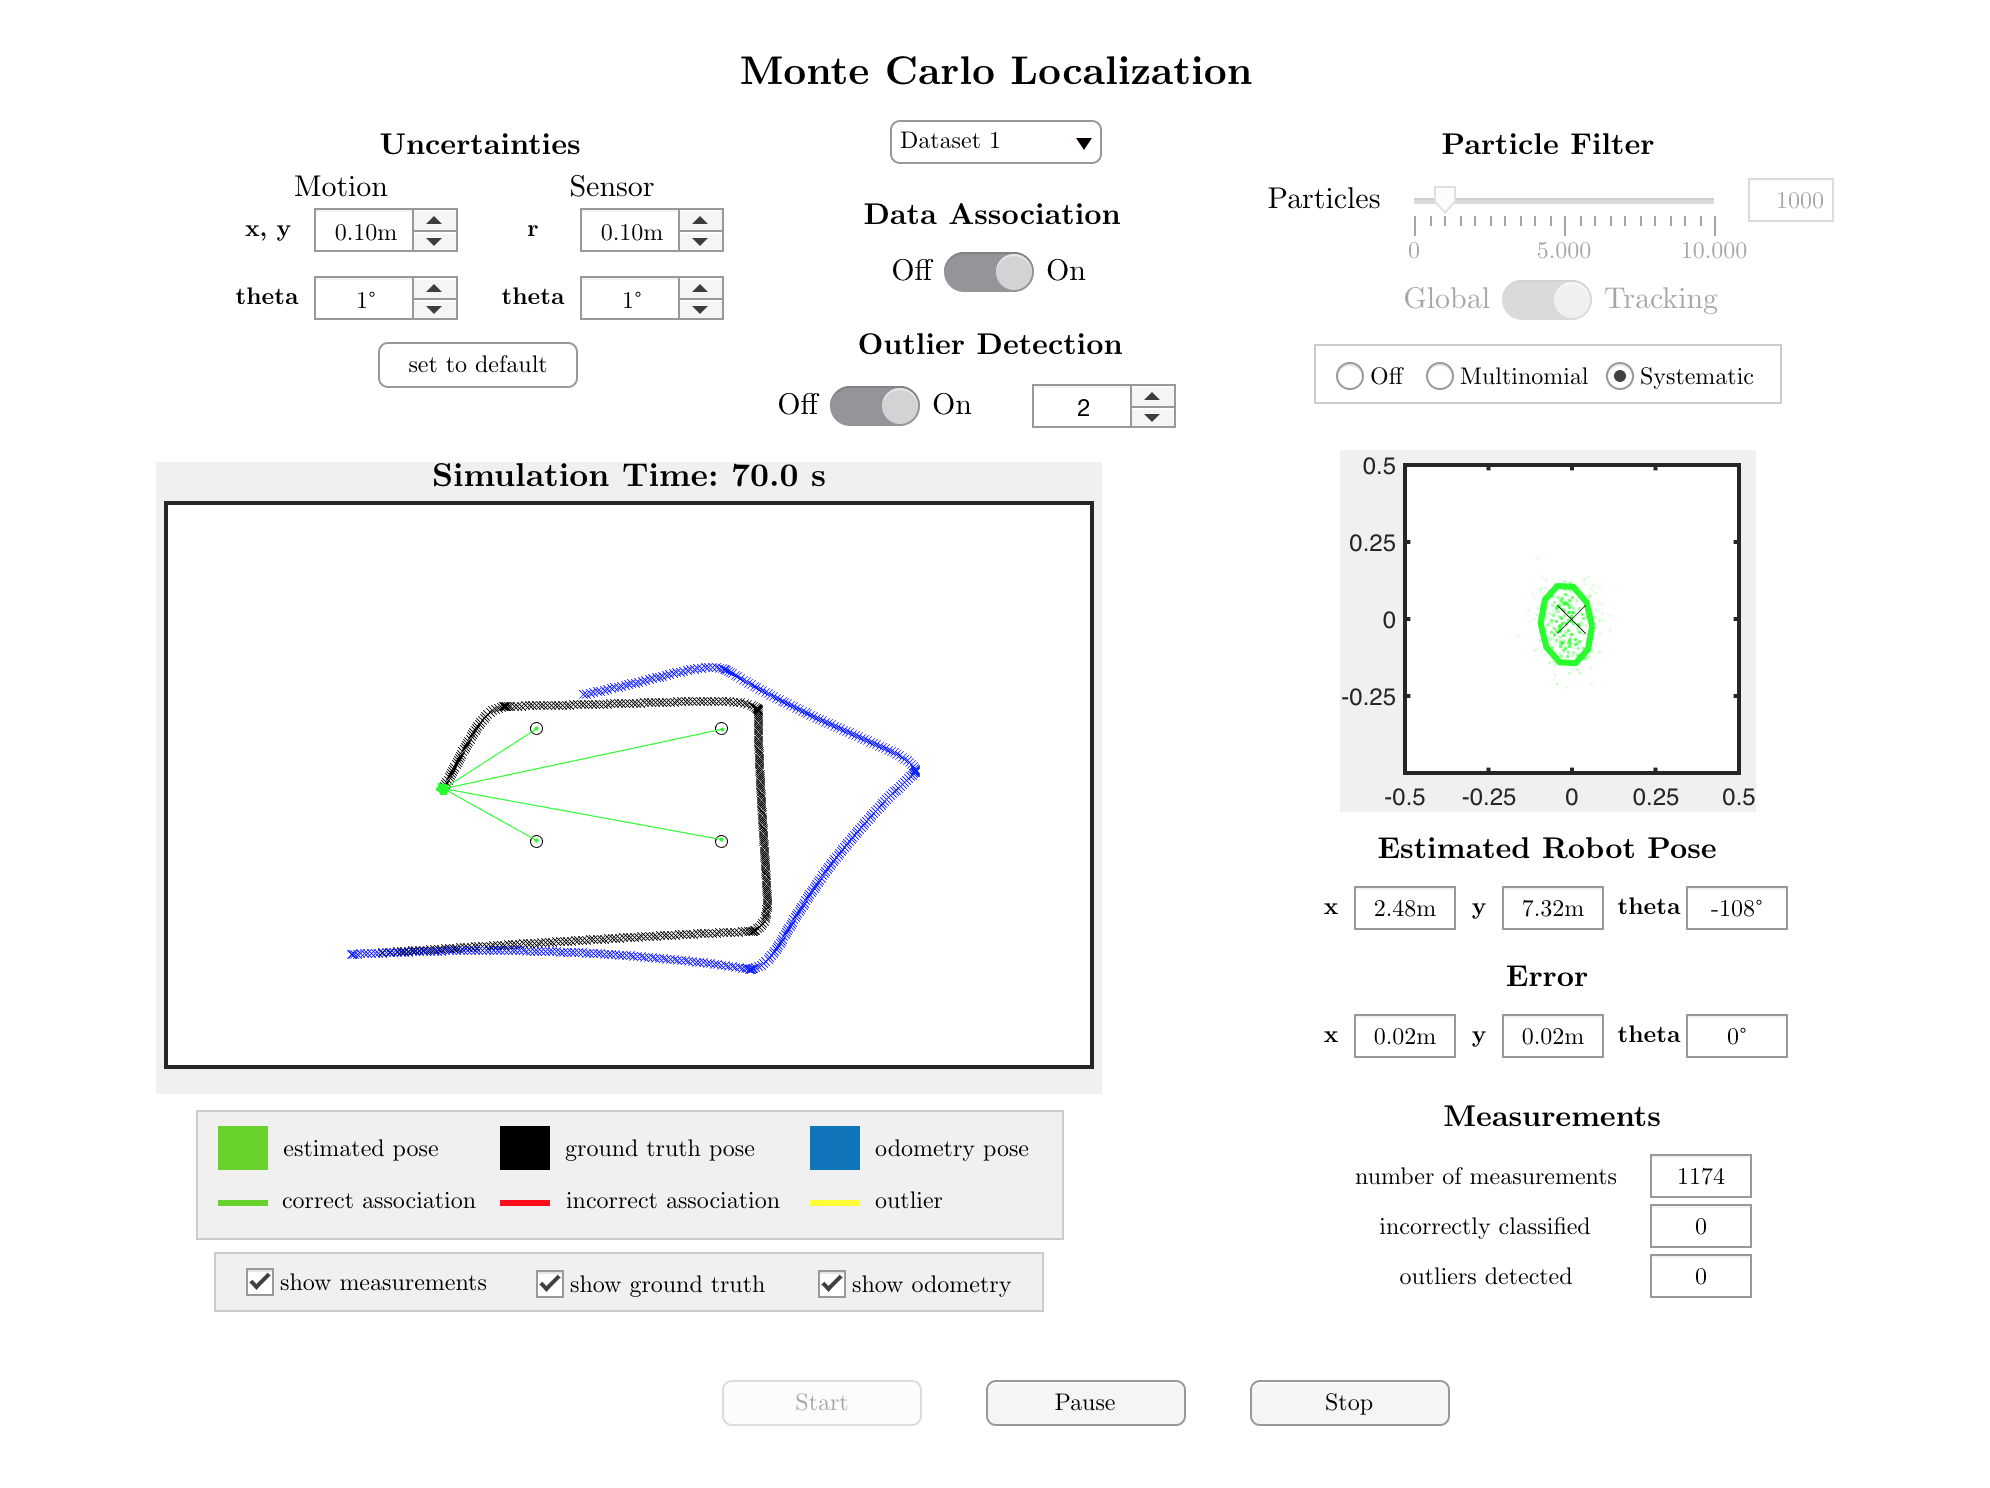 Monte Carlo Localization
Uncertainties
Motion Sensor
x, y 0.10m r 0.10m
theta 1° theta 1°
set to default
Dataset 1
Data Association
Off On
Outlier Detection
Off On 2
Particle Filter
Particles 1000
0 5.000 10.000
Global Tracking
Off Multinomial Systematic
Simulation Time: 70.0 s
estimated pose ground truth pose odometry pose
correct association incorrect association outlier
show measurements show ground truth show odometry
0.5
0.25
0
-0.25
-0.5 -0.25 0 0.25 0.5
Estimated Robot Pose
x 2.48m y 7.32m theta -108°
Error
x 0.02m y 0.02m theta 0°
Measurements
number of measurements 1174
incorrectly classified 0
outliers detected 0
Start Pause Stop